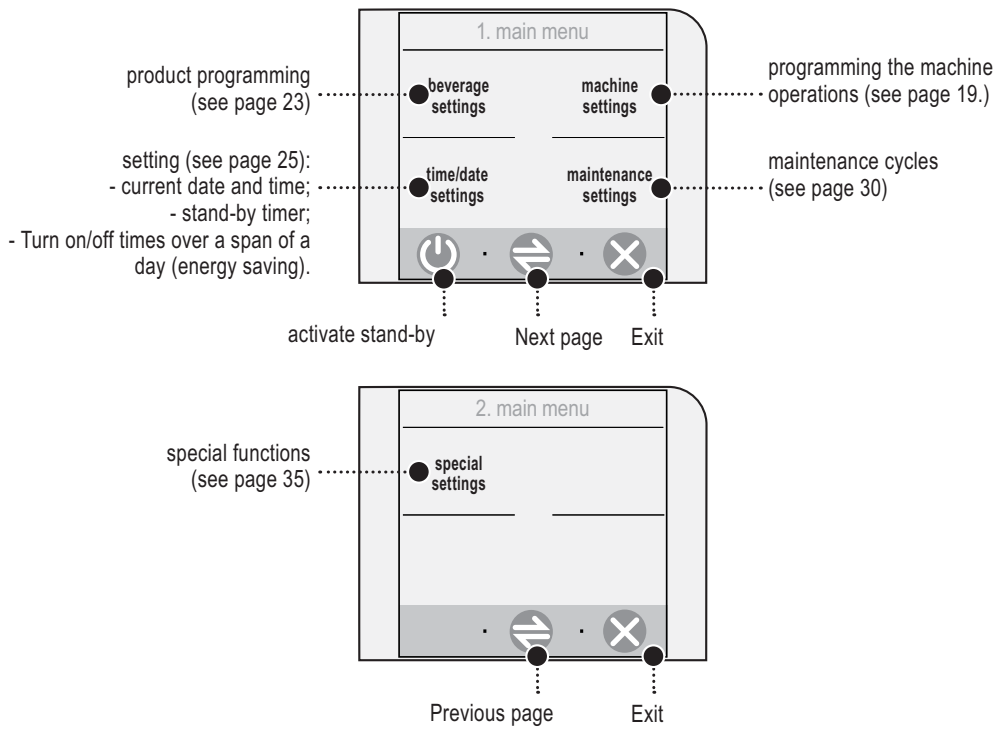 1. main menu
product programming
(see page 23)
beverage
settings
machine
settings
programming the machine
operations (see page 19.)
setting (see page 25):
- current date and time;
- stand-by timer;
- Turn on/off times over a span of a
day (energy saving).
time/date
settings
maintenance
settings
maintenance cycles
(see page 30)
activate stand-by
Next page
Exit
2. main menu
special functions
(see page 35)
special
settings
Previous page
Exit